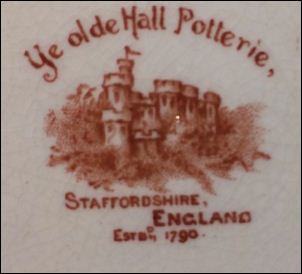 Ye olde Hall Potterie,
STAFFORDSHIRE,
ENGLAND
ESTBD, 1790.